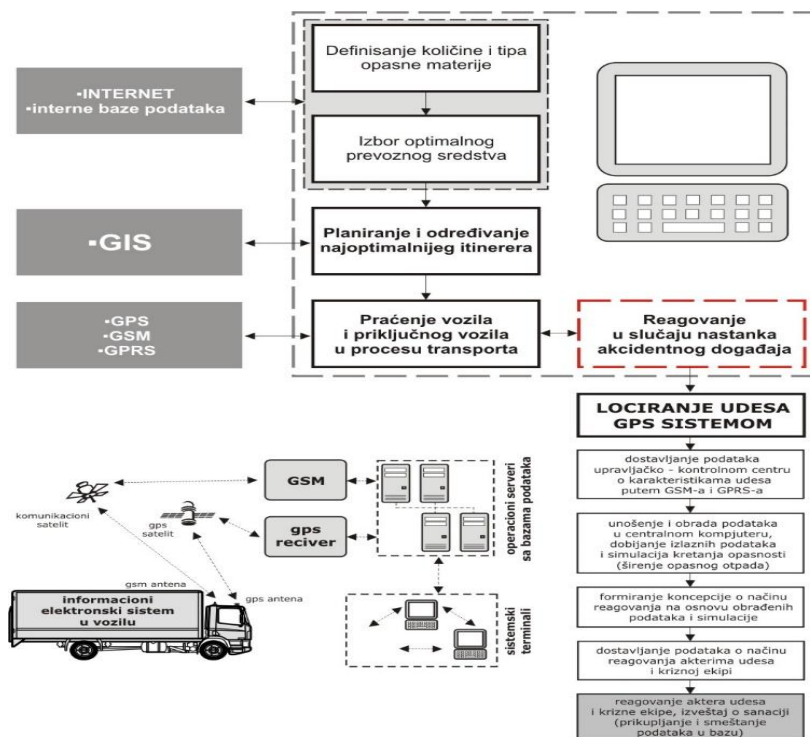 Definisanje količine i tipa
opasne materije
▪INTERNET
▪interne baze podataka
Izbor optimalnog
prevoznog sredstva
▪GIS
Planiranje i određivanje
najoptimalnijeg itinerera
▪GPS
▪GSM
▪GPRS
Praćenje vozila
i priključnog vozila
u procesu transporta
Reagovanje
u slučaju nastanka
akcidentnog događaja
LOCIRANJE UDESA
GPS SISTEMOM
dostavljanje podataka
upravljačko - kontrolnom centru
o karakteristikama udesa
putem GSM-a i GPRS-a
unošenje i obrada podataka
u centralnom kompjuteru,
dobijanje izlaznih podataka
i simulacija kretanja opasnosti
(širenje opasnog otpada)
formiranje koncepcije o načinu
reagovanja na osnovu obrađenih
podataka i simulacije
dostavljanje podataka o načinu
reagovanja akterima udesa
i kriznoj ekipi
reagovanje aktera udesa
i krizne ekipe, izveštaj o sanaciji
(prikupljanje i smeštanje
podataka u bazu)
komunikacioni
satelit
gps
satelit
GSM
gps
reciver
operacioni serveri
sa bazama podataka
gsm antena
gps antena
informacioni
elektronski sistem
u vozilu
sistemski
terminali